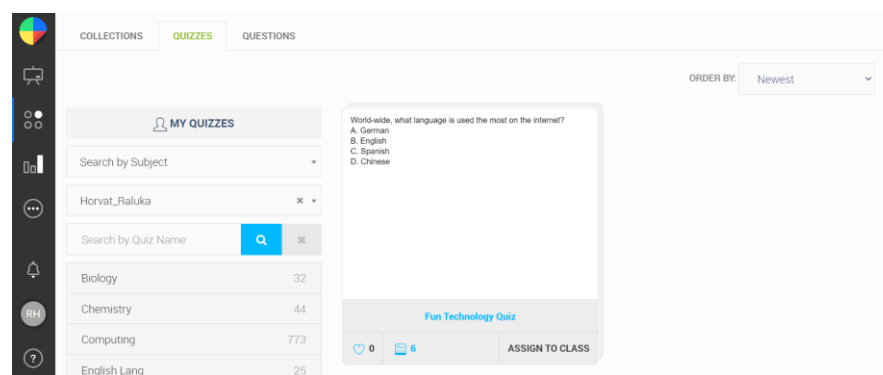 COLLECTIONS QUIZZES QUESTIONS
ORDER BY: Newest
MY QUIZZES
Search by Subject
Horvat_Raluka
Search by Quiz Name
Biology 32
Chemistry 44
Computing 773
English Lang 25
World-wide, what language is used the most on the internet?
A. German
B. English
C. Spanish
D. Chinese
Fun Technology Quiz
0 6 ASSIGN TO CLASS
RH
?